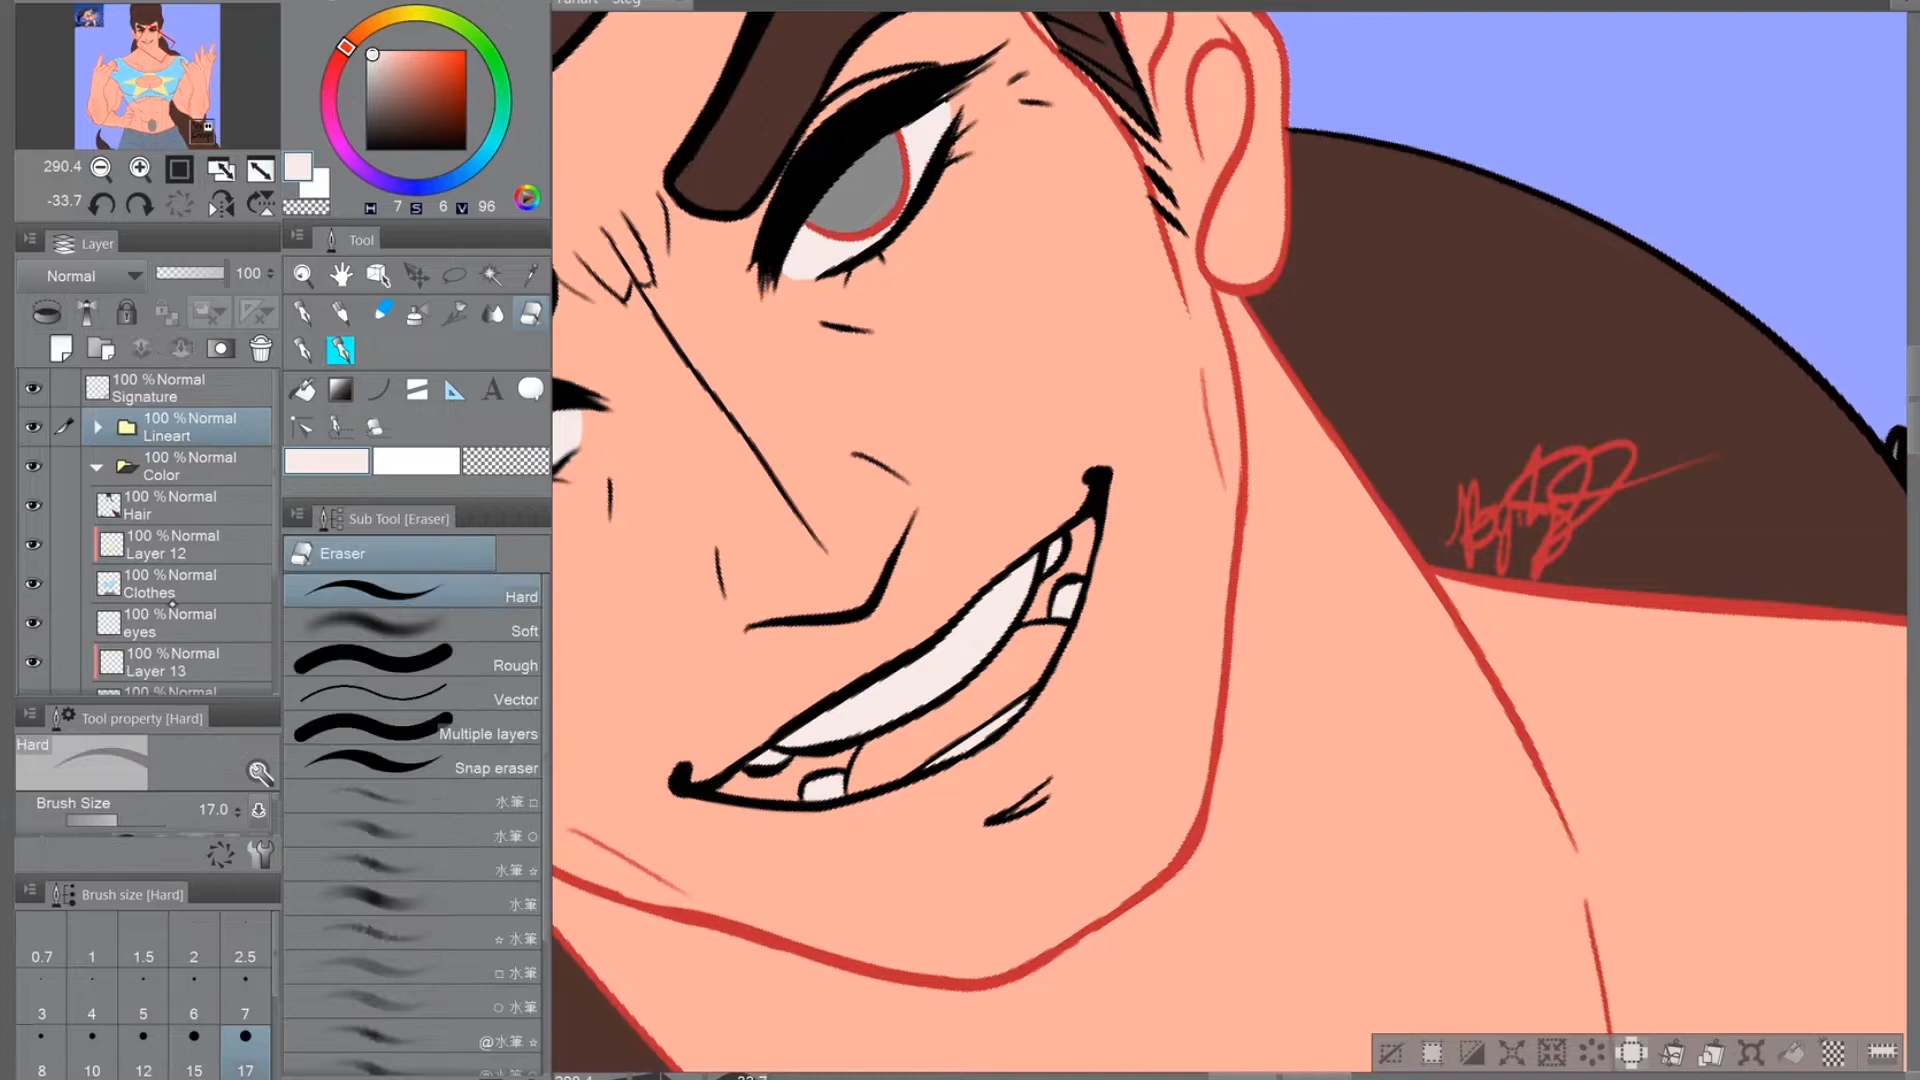 290.4
-33.7
H 7 S 6 V 96
Layer
Normal 100
100 %Normal
Signature
100 %Normal
Lineart
100 %Normal
Color
100 %Normal
Hair
100 %Normal
Layer 12
100 %Normal
Clothes
100 %Normal
eyes
100 %Normal
Layer 13
100 %Normal
Tool property [Hard]
Hard
Brush Size 17.0
Brush size [Hard]
0.7 1 1.5 2 2.5
3 4 5 6 7
8 10 12 15 17
Tool
Sub Tool [Eraser]
Eraser
Hard
Soft
Rough
Vector
Multiple layers
Snap eraser
水筆 □
水筆 ○
水筆 ☆
水筆
☆ 水筆
□ 水筆
○ 水筆
@水筆 ☆